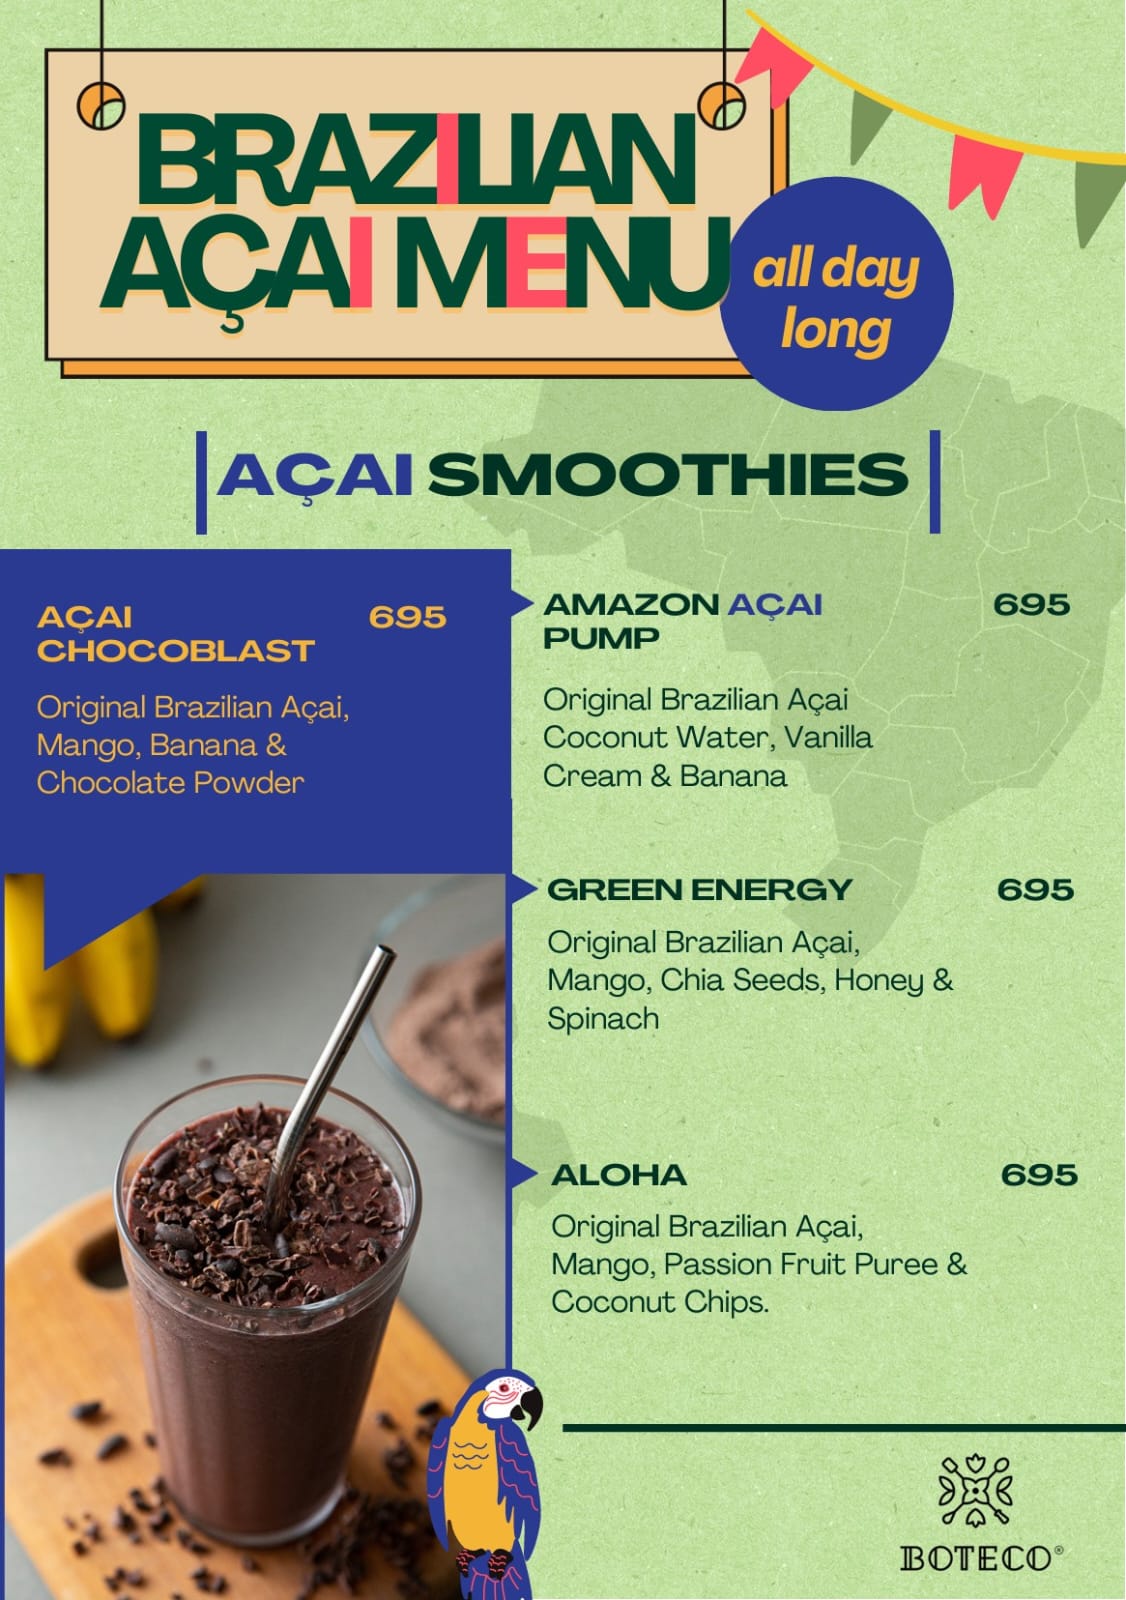 BRAZILIAN
AÇAI MENU
all day
long
AÇAI SMOOTHIES
AÇAI 695
CHOCOBLAST
Original Brazilian Açai,
Mango, Banana &
Chocolate Powder
AMAZON AÇAI 695
PUMP
Original Brazilian Açai
Coconut Water, Vanilla
Cream & Banana
GREEN ENERGY 695
Original Brazilian Açai,
Mango, Chia Seeds, Honey &
Spinach
ALOHA 695
Original Brazilian Açai,
Mango, Passion Fruit Puree &
Coconut Chips.
BOTECO®